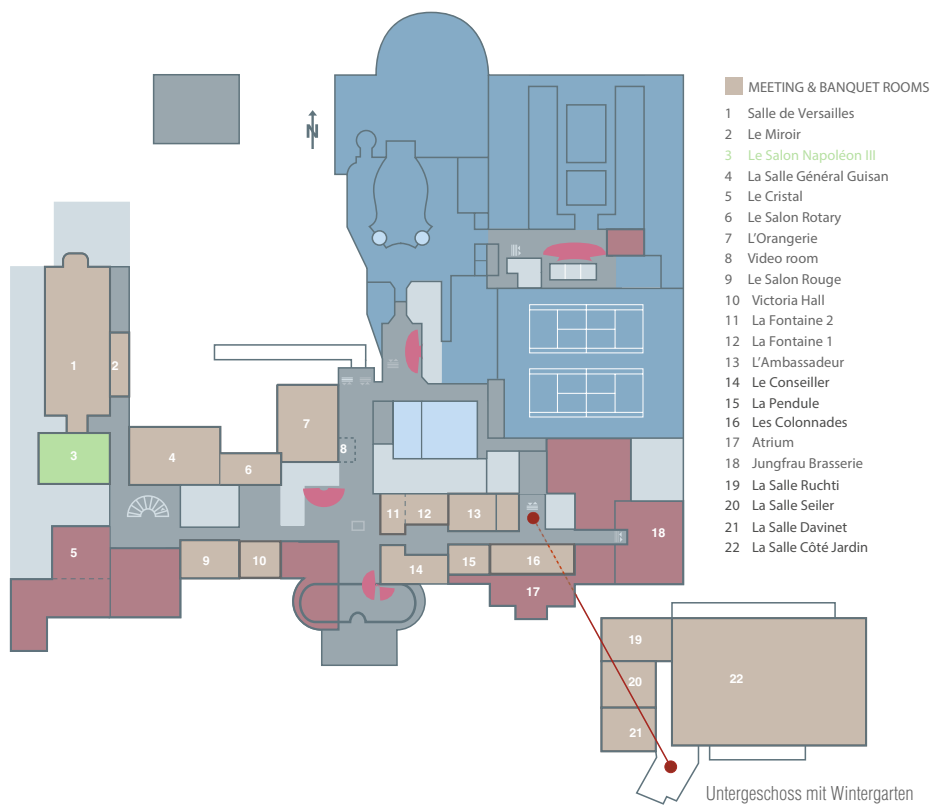 N
MEETING & BANQUET ROOMS
1 Salle de Versailles
2 Le Miroir
3 Le Salon Napoléon III
4 La Salle Général Guisan
5 Le Cristal
6 Le Salon Rotary
7 L'Orangerie
8 Video room
9 Le Salon Rouge
10 Victoria Hall
11 La Fontaine 2
12 La Fontaine 1
13 L'Ambassadeur
14 Le Conseiller
15 La Pendule
16 Les Colonnades
17 Atrium
18 Jungfrau Brasserie
19 La Salle Ruchti
20 La Salle Seiler
21 La Salle Davinet
22 La Salle Côté Jardin
1
2
3
4
6
7
8
5
9
10
11
12
13
14
15
16
17
18
19
20
21
22
Untergeschoss mit Wintergarten